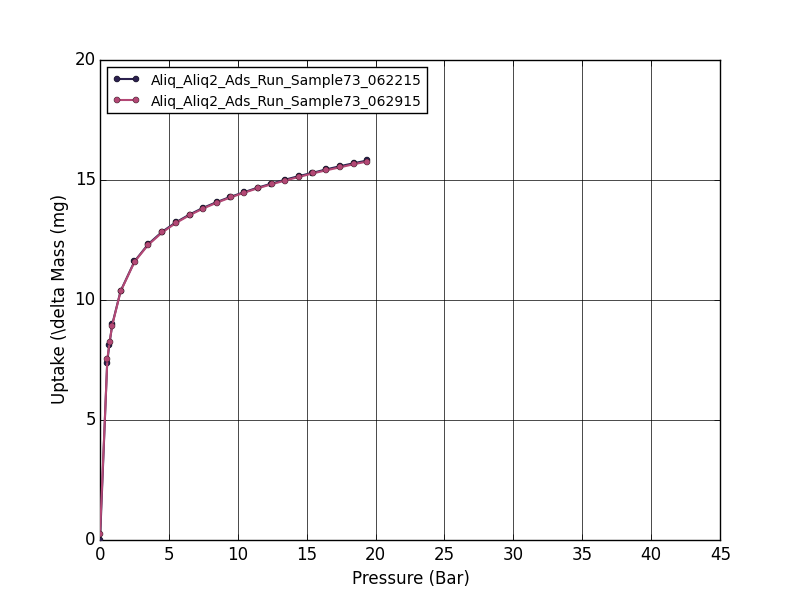 Aliq_Aliq2_Ads_Run_Sample73_062215
Aliq_Aliq2_Ads_Run_Sample73_062915
Uptake (\delta Mass (mg)
20
15
10
5
0
0 5 10 15 20 25 30 35 40 45
Pressure (Bar)